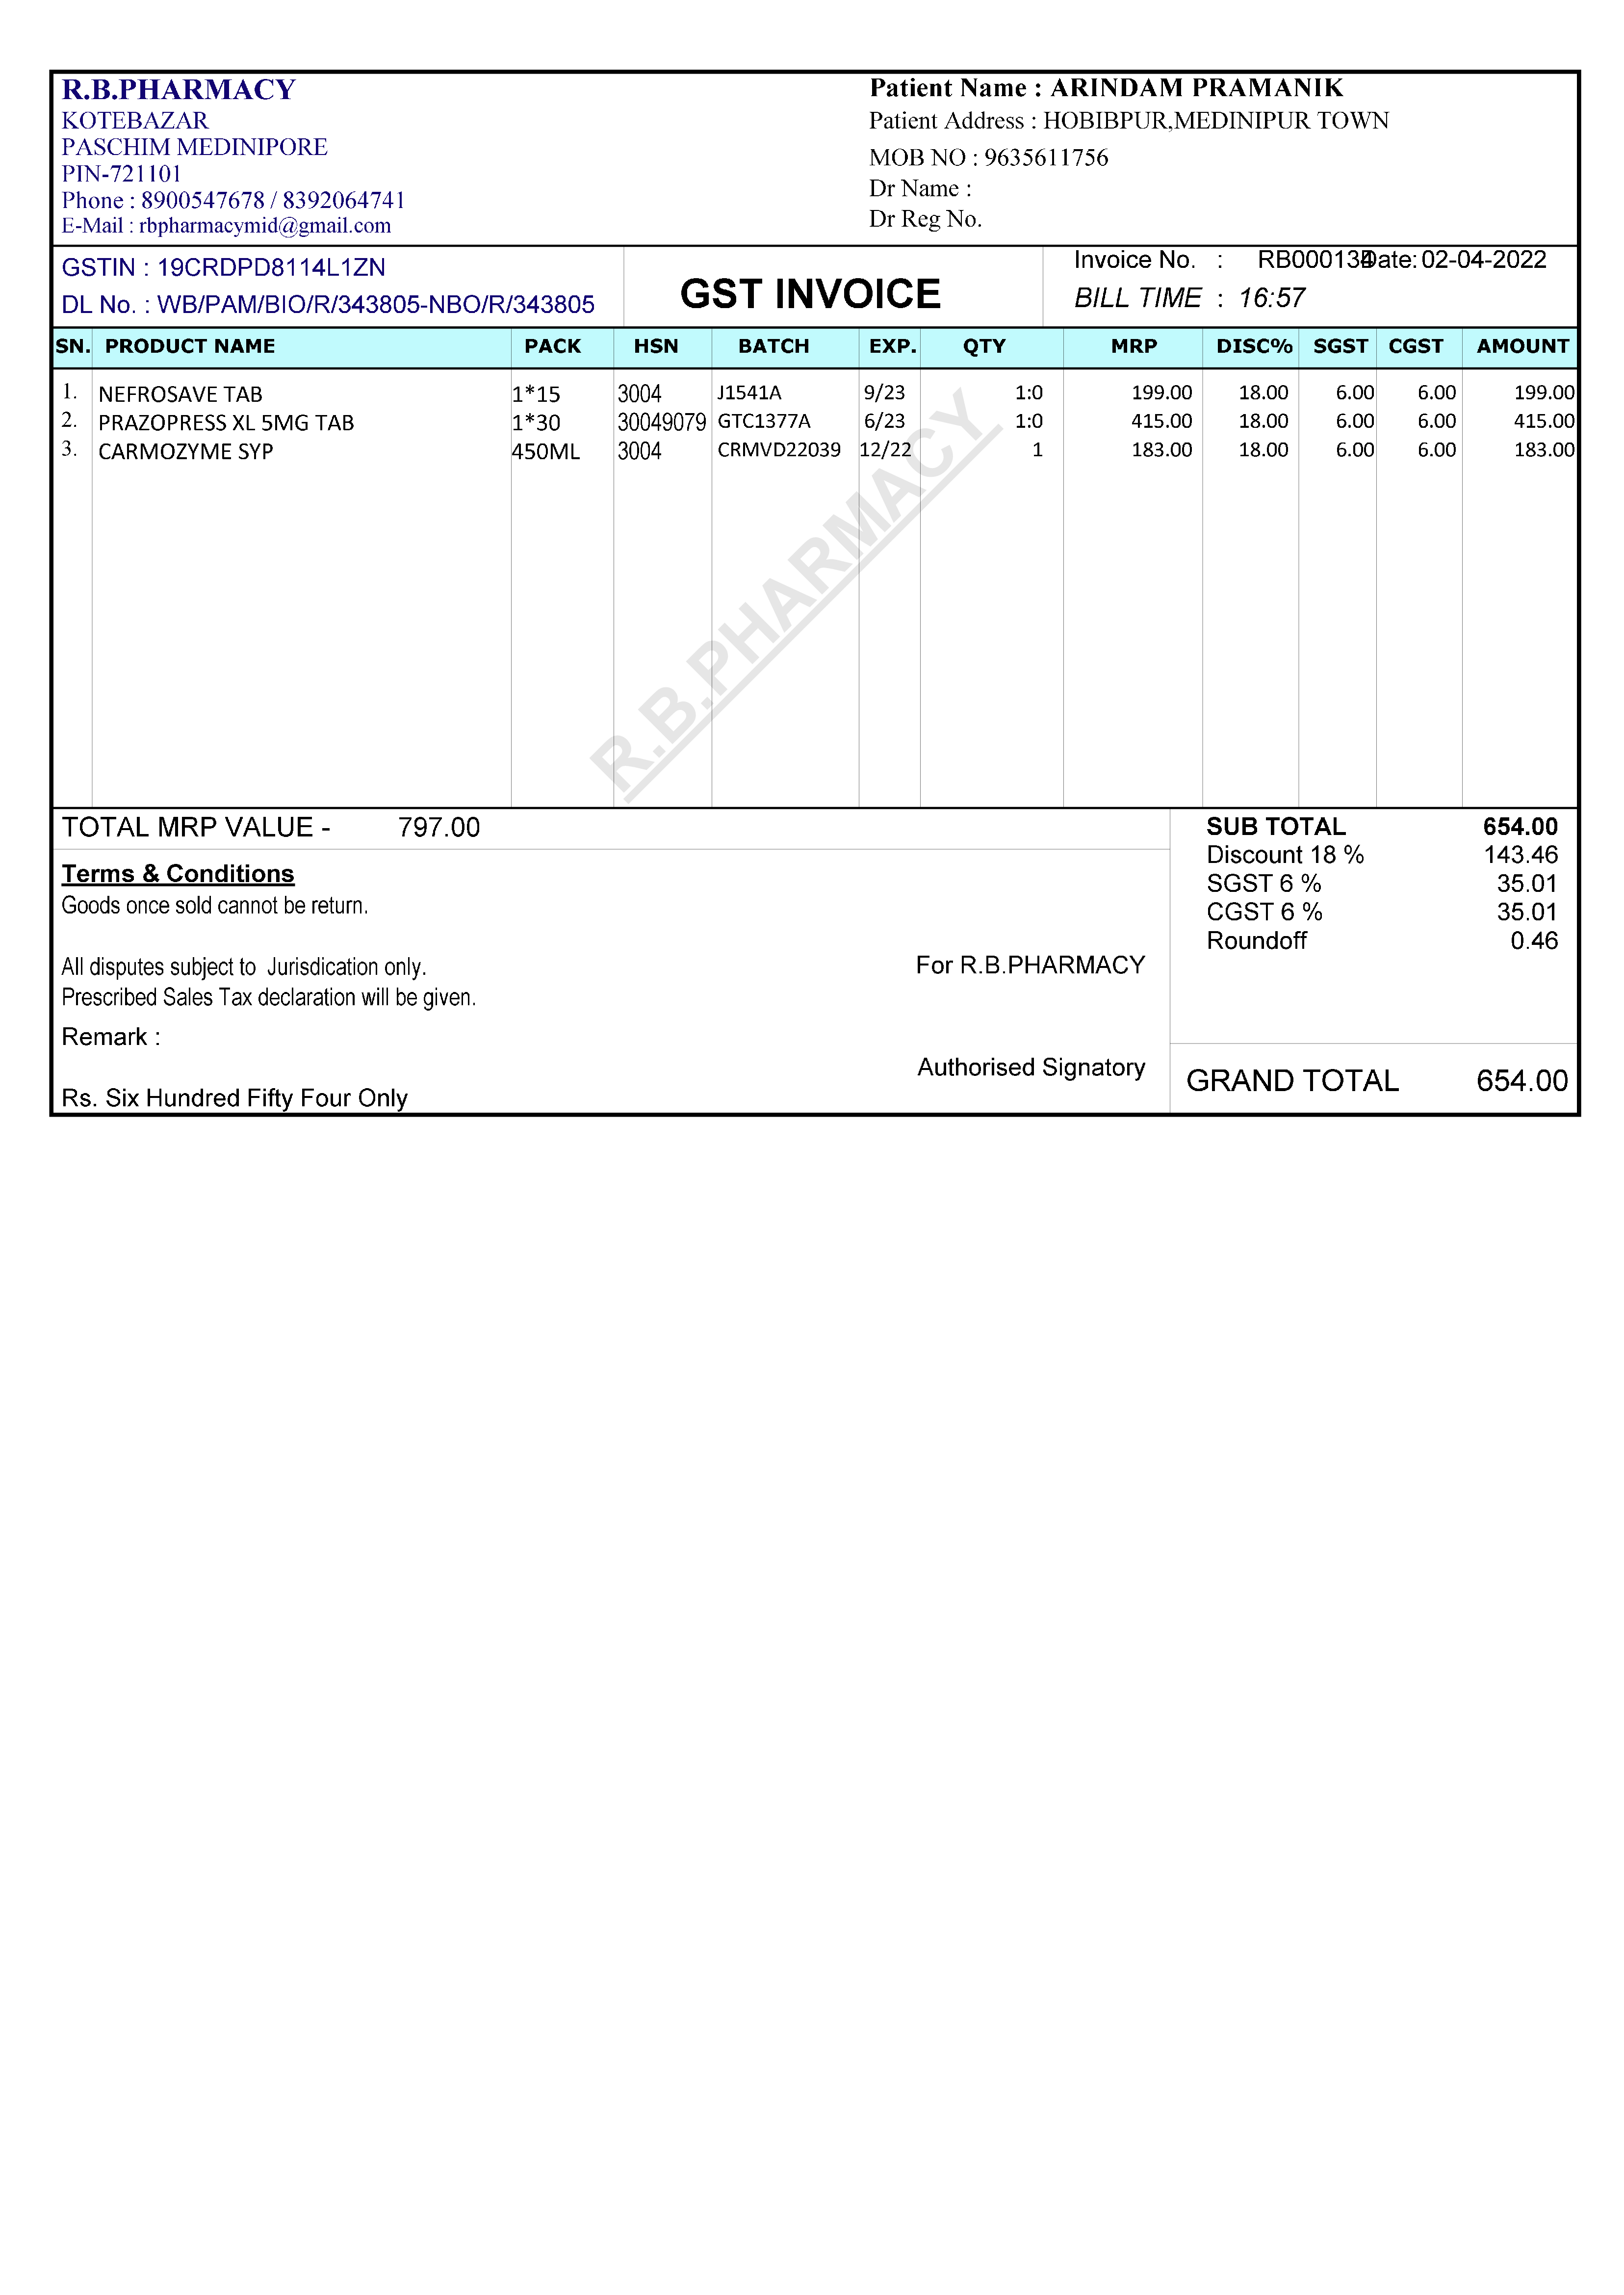 R.B.PHARMACY
KOTEBAZAR
PASCHIM MEDINIPORE
PIN-721101
Phone : 8900547678 / 8392064741
E-Mail : rbpharmacymid@gmail.com
Patient Name : ARINDAM PRAMANIK
Patient Address : HOBIBPUR,MEDINIPUR TOWN
MOB NO : 9635611756
Dr Name :
Dr Reg No.
GSTIN : 19CRDPD8114L1ZN
DL No. : WB/PAM/BIO/R/343805-NBO/R/343805
GST INVOICE
Invoice No. : RB000134 Date: 02-04-2022
BILL TIME : 16:57
SN. PRODUCT NAME PACK HSN BATCH EXP. QTY MRP DISC% SGST CGST AMOUNT
1. NEFROSAVE TAB 1*15 3004 J1541A 9/23 1:0 199.00 18.00 6.00 6.00 199.00
2. PRAZOPRESS XL 5MG TAB 1*30 30049079 GTC1377A 6/23 1:0 415.00 18.00 6.00 6.00 415.00
3. CARMOZYME SYP 450ML 3004 CRMVD22039 12/22 1 183.00 18.00 6.00 6.00 183.00
R.B.PHARMACY
TOTAL MRP VALUE - 797.00
Terms & Conditions
Goods once sold cannot be return.
All disputes subject to Jurisdication only.
Prescribed Sales Tax declaration will be given.
Remark :
Rs. Six Hundred Fifty Four Only
For R.B.PHARMACY
Authorised Signatory
SUB TOTAL 654.00
Discount 18 % 143.46
SGST 6 % 35.01
CGST 6 % 35.01
Roundoff 0.46
GRAND TOTAL 654.00